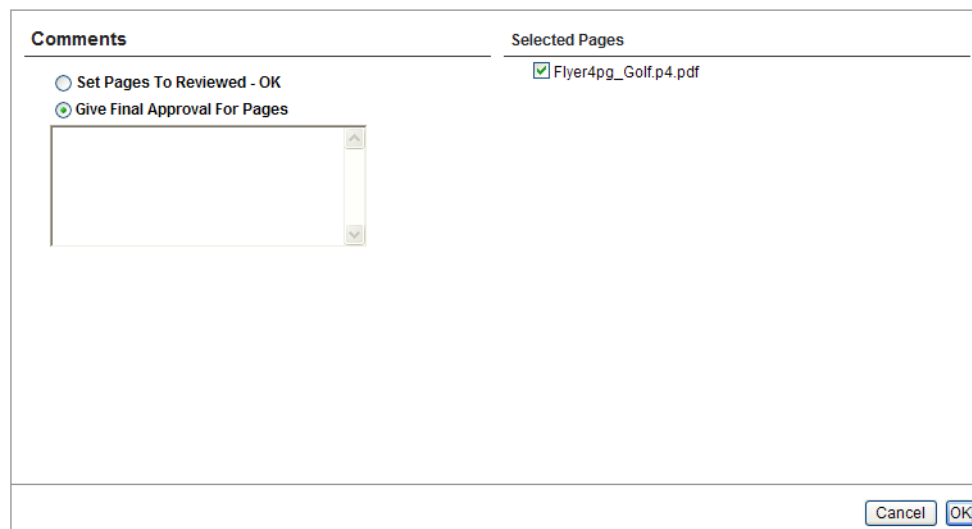 Comments
Set Pages To Reviewed - OK
Give Final Approval For Pages
Selected Pages
Flyer4pg_Golf.p4.pdf
Cancel
OK